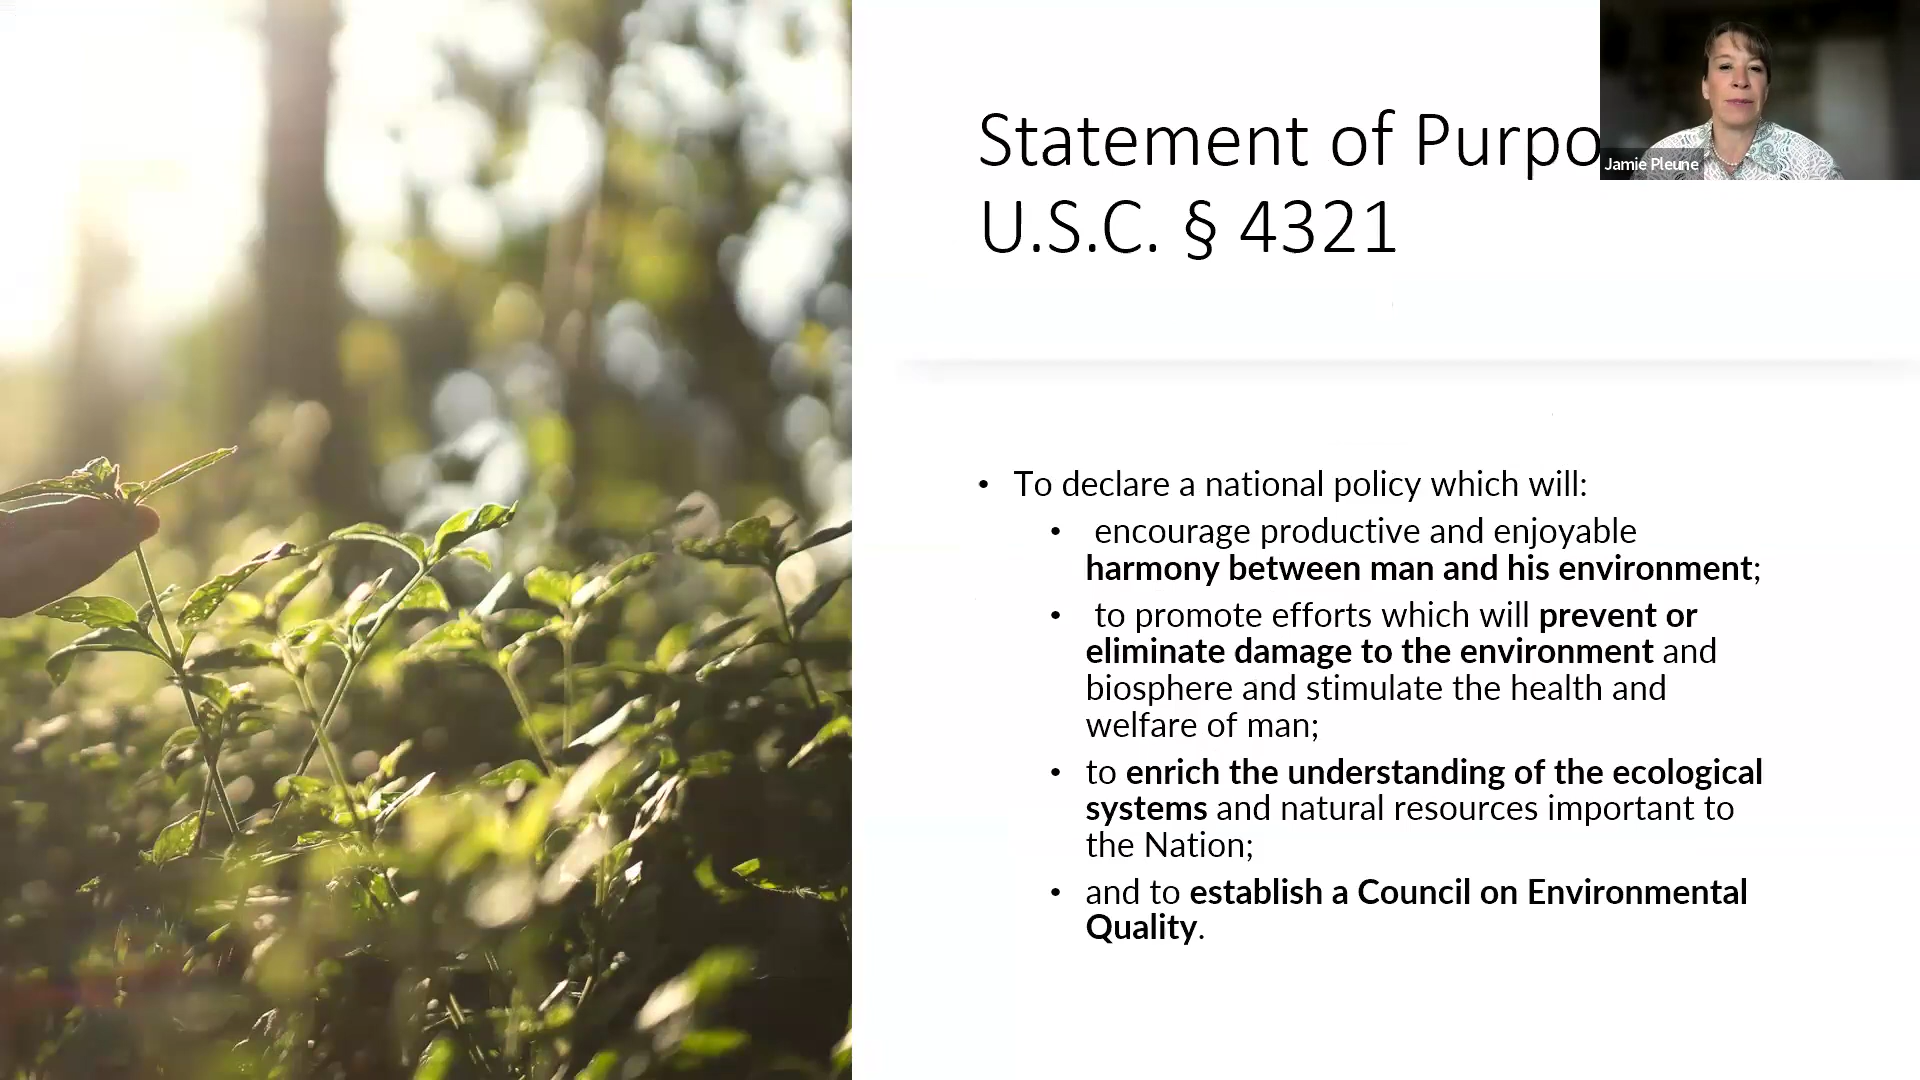 Statement of Purpo
U.S.C. § 4321
Jamie Pleune
• To declare a national policy which will:
• encourage productive and enjoyable
harmony between man and his environment;
• to promote efforts which will prevent or
eliminate damage to the environment and
biosphere and stimulate the health and
welfare of man;
• to enrich the understanding of the ecological
systems and natural resources important to
the Nation;
• and to establish a Council on Environmental
Quality.